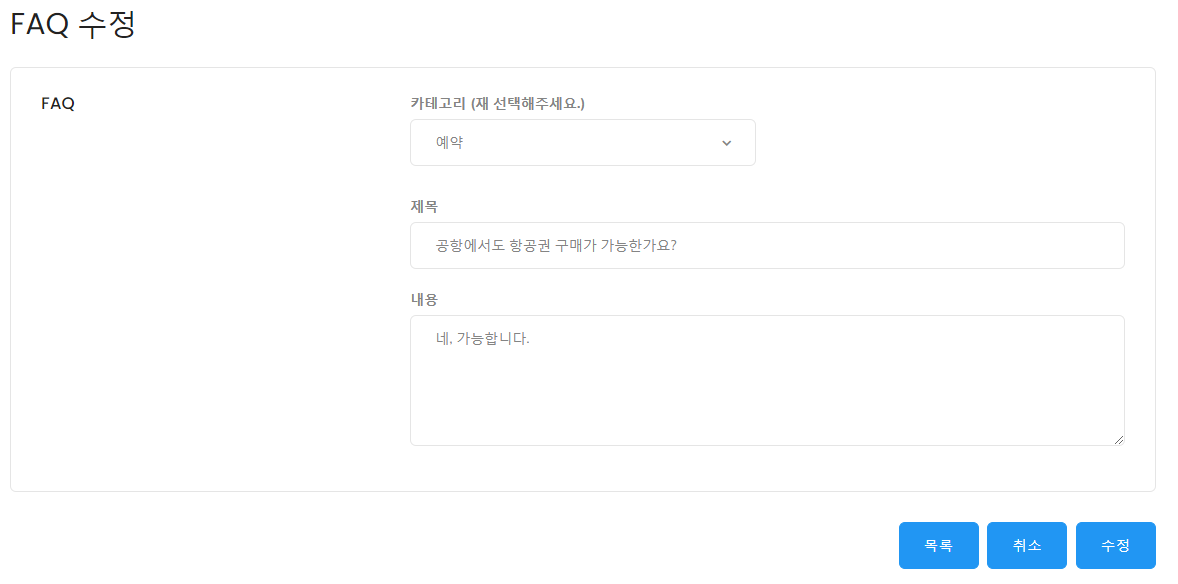 FAQ 수정
FAQ
카테고리 (재 선택해주세요.)
예약
제목
공항에서도 항공권 구매가 가능한가요?
내용
네, 가능합니다.
목록 취소 수정